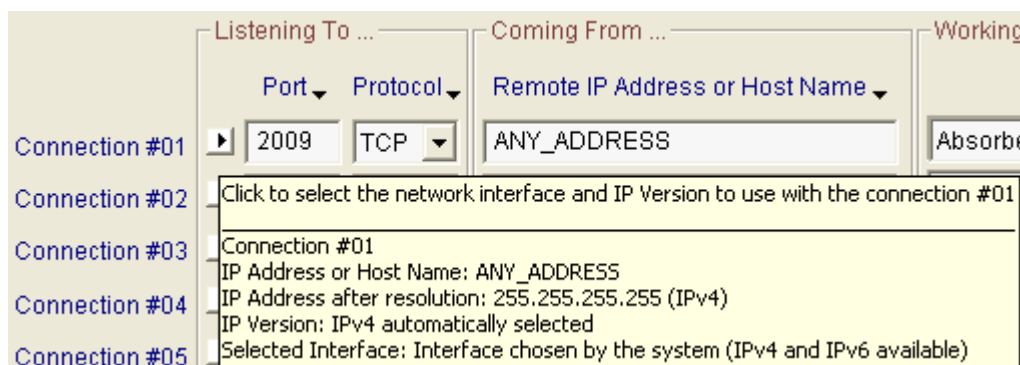 Listening To ... Coming From ... Working
Port Protocol Remote IP Address or Host Name
Connection #01 2009 TCP ANY_ADDRESS Absorbe
Connection #02
Click to select the network interface and IP Version to use with the connection #01
Connection #03
Connection #01
IP Address or Host Name: ANY_ADDRESS
Connection #04
IP Address after resolution: 255.255.255.255 (IPv4)
IP Version: IPv4 automatically selected
Connection #05
Selected Interface: Interface chosen by the system (IPv4 and IPv6 available)